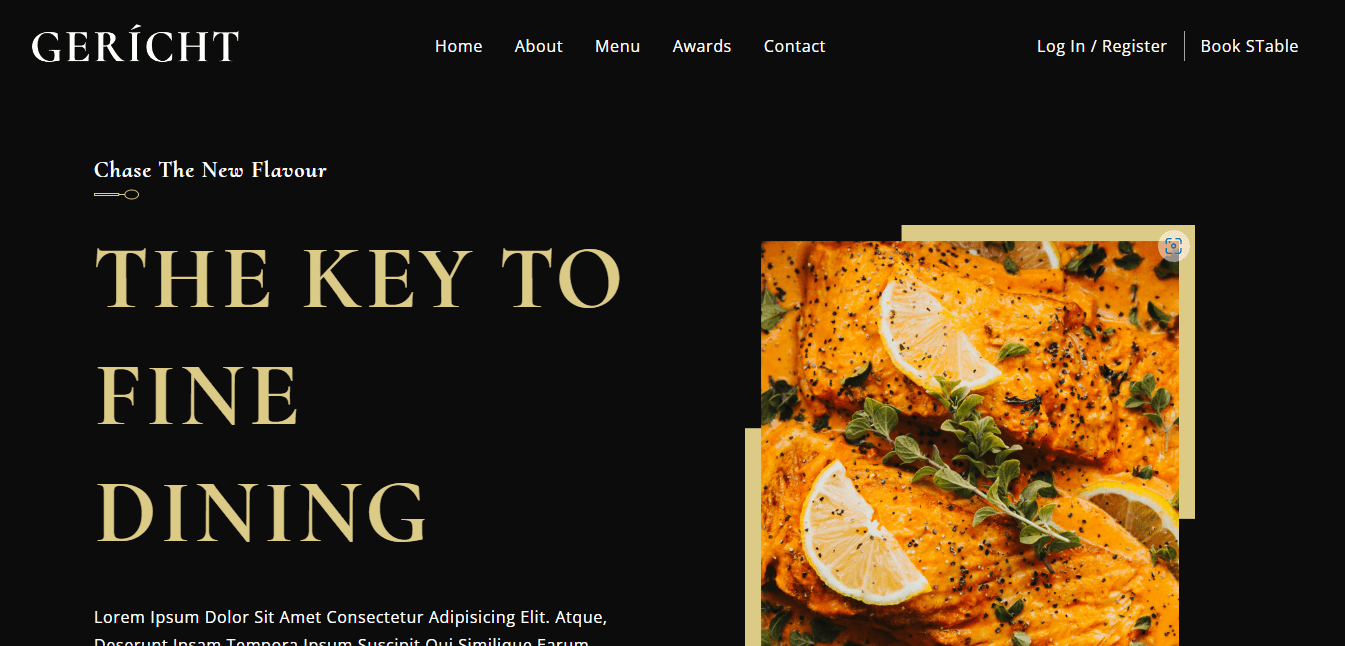 GERÍCHT
Home About Menu Awards Contact
Log In / Register Book STable
Chase The New Flavour
THE KEY TO
FINE
DINING
Lorem Ipsum Dolor Sit Amet Consectetur Adipisicing Elit. Atque,
Deserunt Ipsam Tempora Ipsum Suscipit Qui Similique Earum